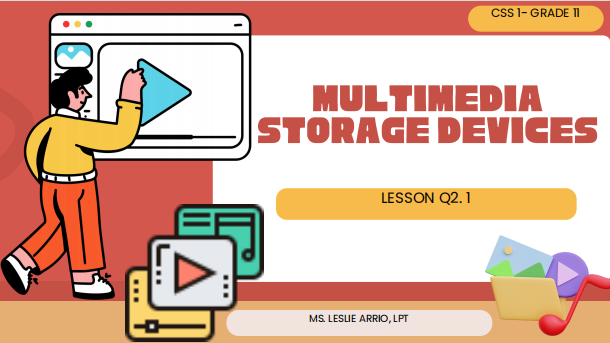 CSS 1- GRADE 11
MULTIMEDIA
STORAGE DEVICES
LESSON Q2. 1
MS. LESLIE ARRIO, LPT